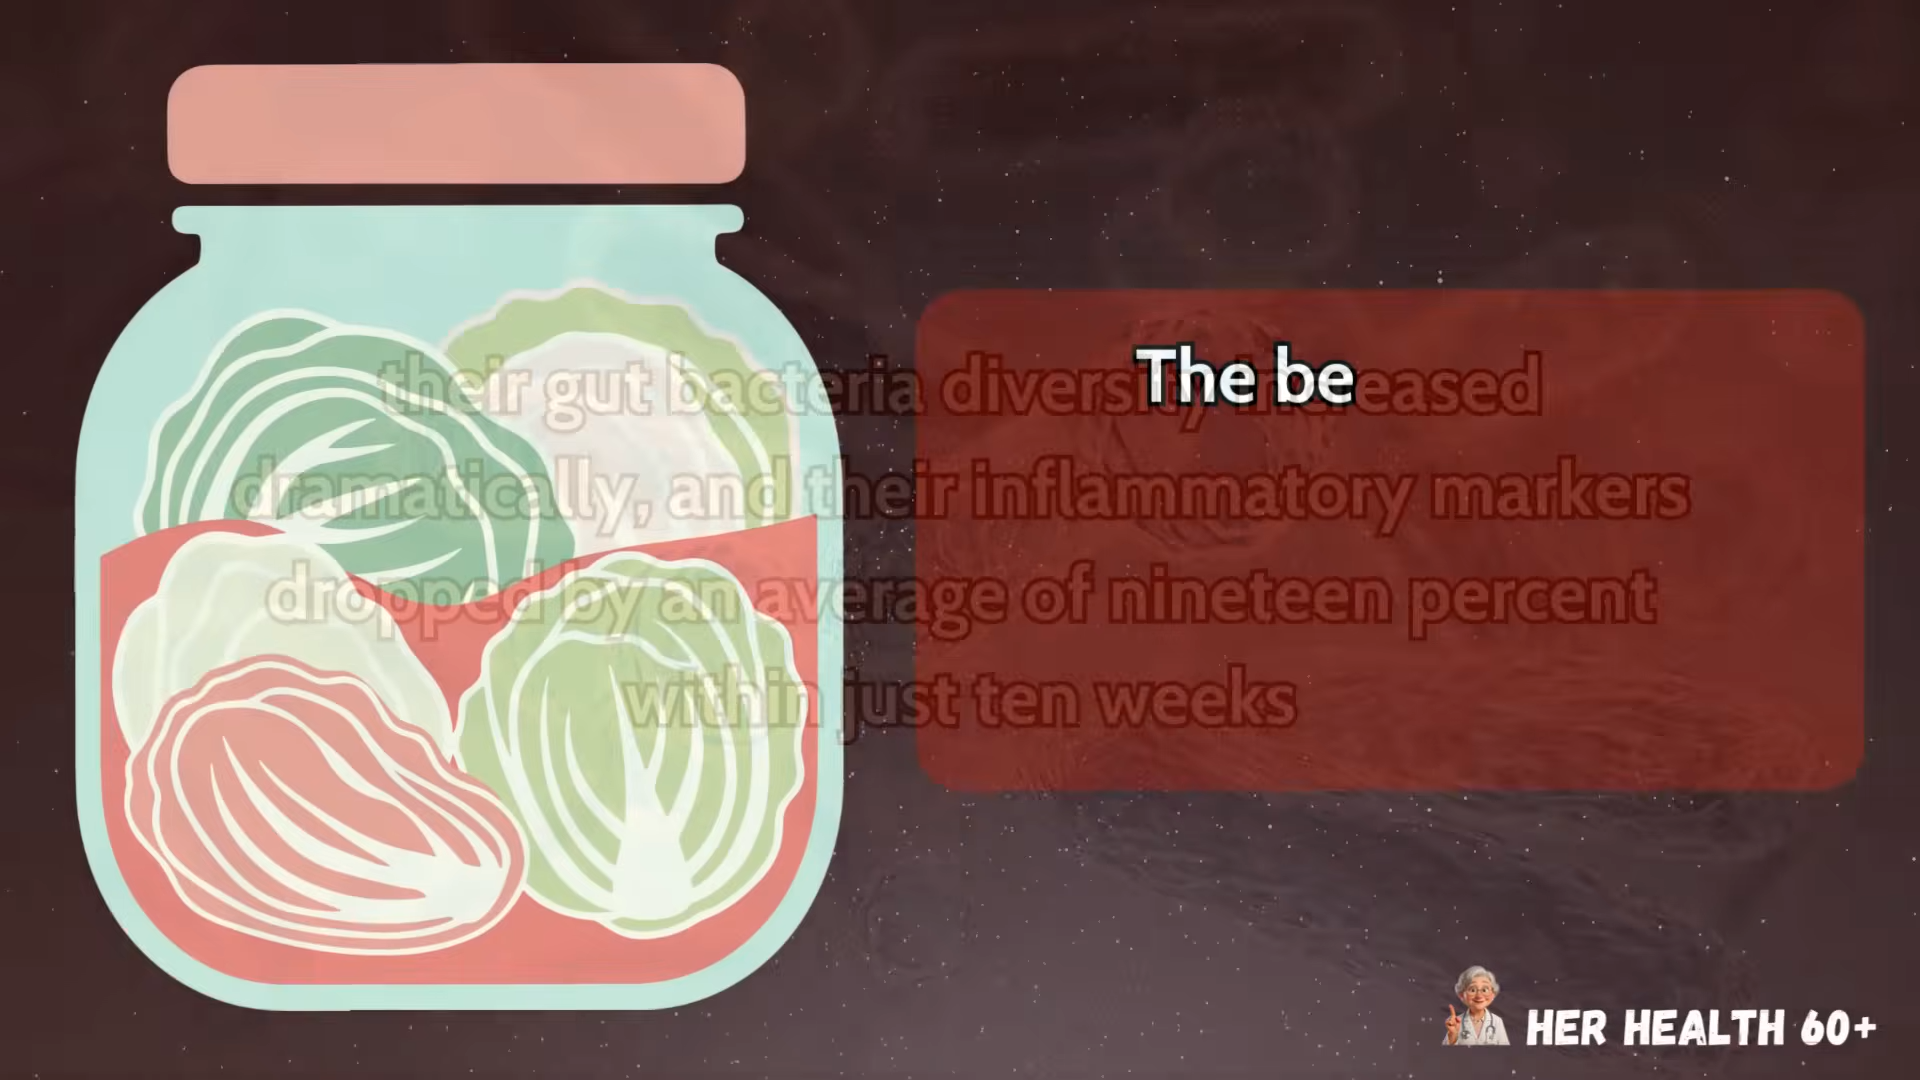 The be
their gut bacteria diversity increased
dramatically, and their inflammatory markers
dropped by an average of nineteen percent
within just ten weeks
HER HEALTH 60+